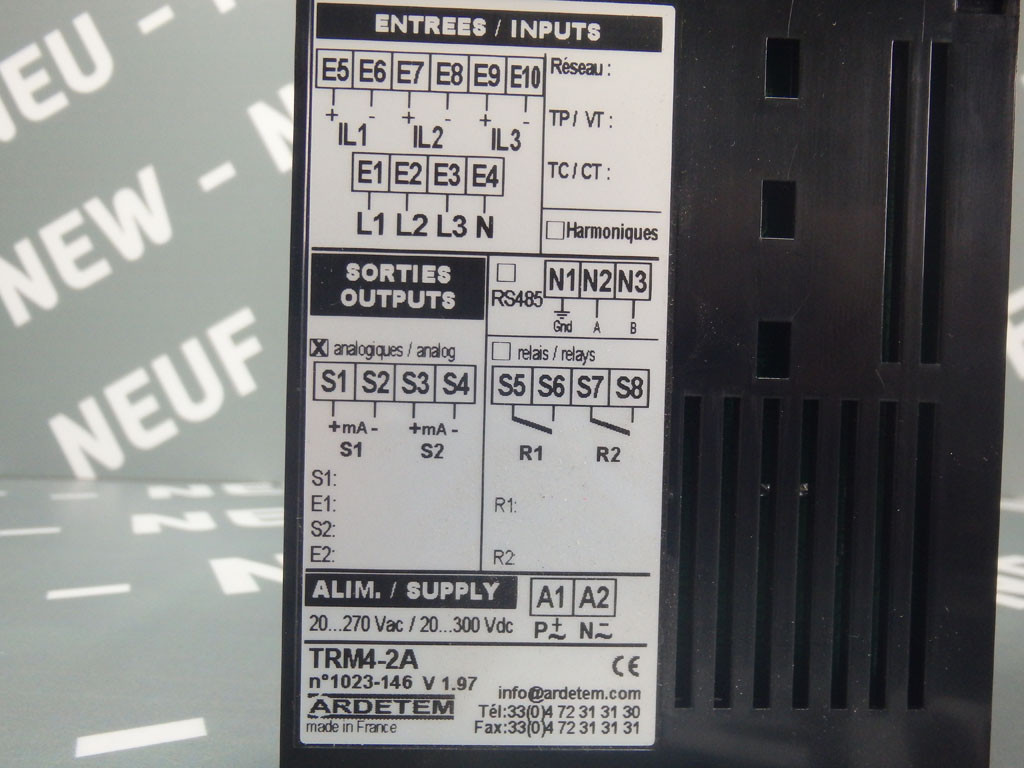 NEU -
NEW - N
NEUF
ENTREES / INPUTS
E5 E6 E7 E8 E9 E10
+ - + - + -
IL1 IL2 IL3
E1 E2 E3 E4
L1 L2 L3 N
Réseau :
TP / VT :
TC / CT :
Harmoniques
SORTIES
OUTPUTS
RS485
N1 N2 N3
Gnd A B
X analogiques / analog
S1 S2 S3 S4
+mA - +mA -
S1 S2
relais / relays
S5 S6 S7 S8
R1 R2
S1:
E1:
S2:
E2:
R1:
R2
ALIM. / SUPPLY
20...270 Vac / 20...300 Vdc
A1 A2
P N
TRM4-2A
CE
n°1023-146 V 1.97
ARDETEM
made in France
info@ardetem.com
Tél:33(0)4 72 31 31 30
Fax:33(0)4 72 31 31 31